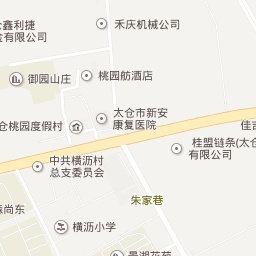 禾庆机械公司
鑫利捷
有限公司
御园山庄
桃园舫酒店
太仓市新安
康复医院
仓桃园度假村
佳
桂盟链条(太仓
有限公司
中共横沥村
总支委员会
朱家巷
尚东
横沥小学
景湖花苑